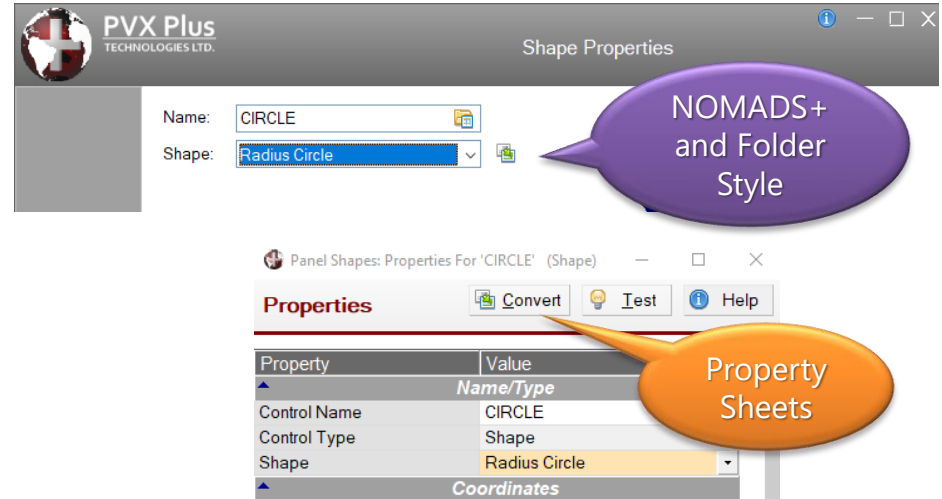 PVX Plus
TECHNOLOGIES LTD.
Shape Properties
Name: CIRCLE
Shape: Radius Circle
NOMADS+
and Folder
Style
Panel Shapes: Properties For 'CIRCLE' (Shape)
Properties Convert Test Help
Property Value
Name/Type
Control Name CIRCLE
Control Type Shape
Shape Radius Circle
Coordinates
Property
Sheets